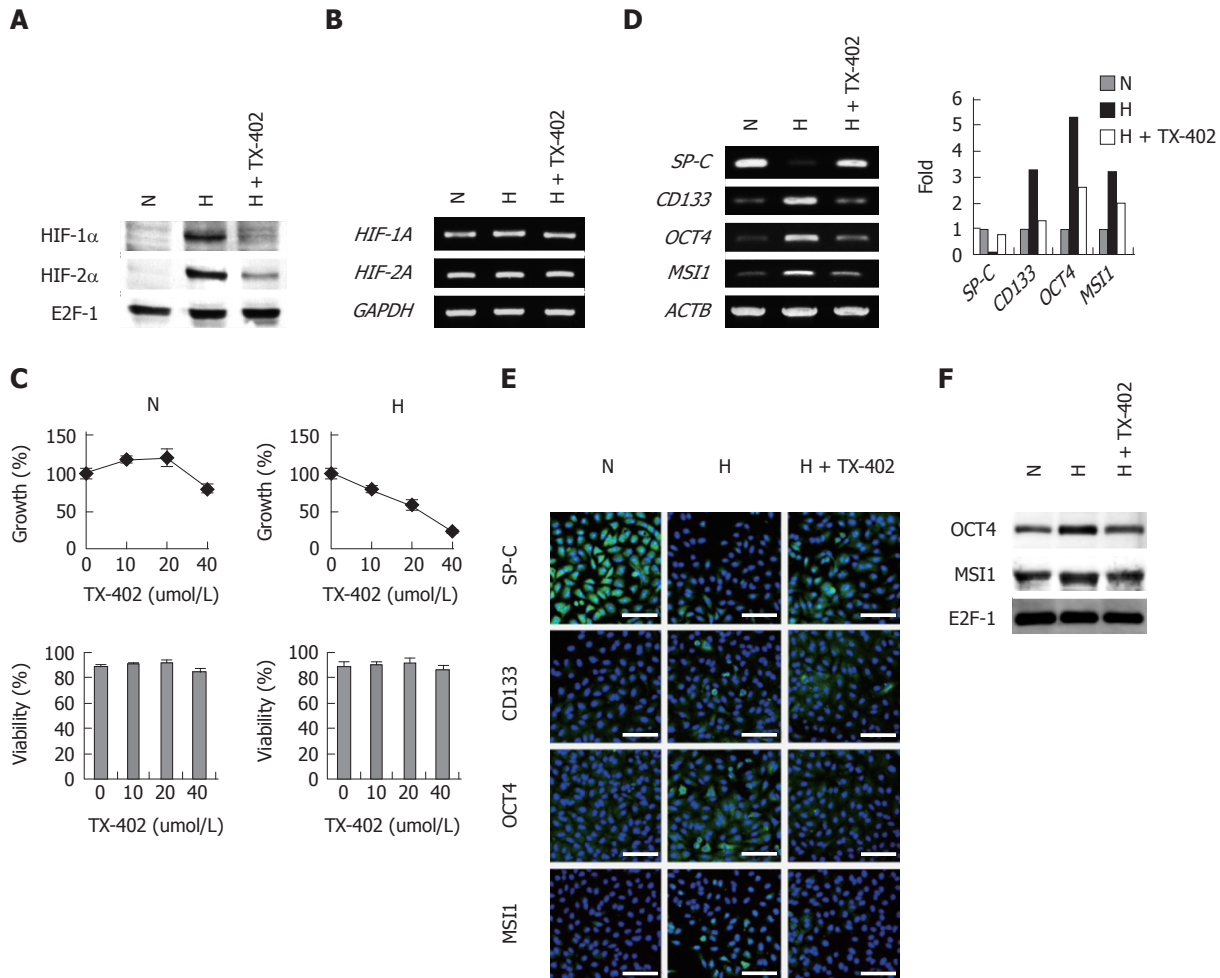 A
N
H
H + TX-402
HIF-1α
HIF-2α
E2F-1
B
N
H
H + TX-402
HIF-1A
HIF-2A
GAPDH
D
N
H
H + TX-402
SP-C
CD133
OCT4
MSI1
ACTB
N
H
H + TX-402
Fold
6
5
4
3
2
1
0
SP-C
CD133
OCT4
MSI1
C
N
Growth (%)
150
100
50
0
0 10 20 40
TX-402 (umol/L)
H
Growth (%)
150
100
50
0
0 10 20 40
TX-402 (umol/L)
Viability (%)
100
80
60
40
20
0
0 10 20 40
TX-402 (umol/L)
Viability (%)
100
80
60
40
20
0
0 10 20 40
TX-402 (umol/L)
E
N H H + TX-402
SP-C
CD133
OCT4
MSI1
F
N
H
H + TX-402
OCT4
MSI1
E2F-1